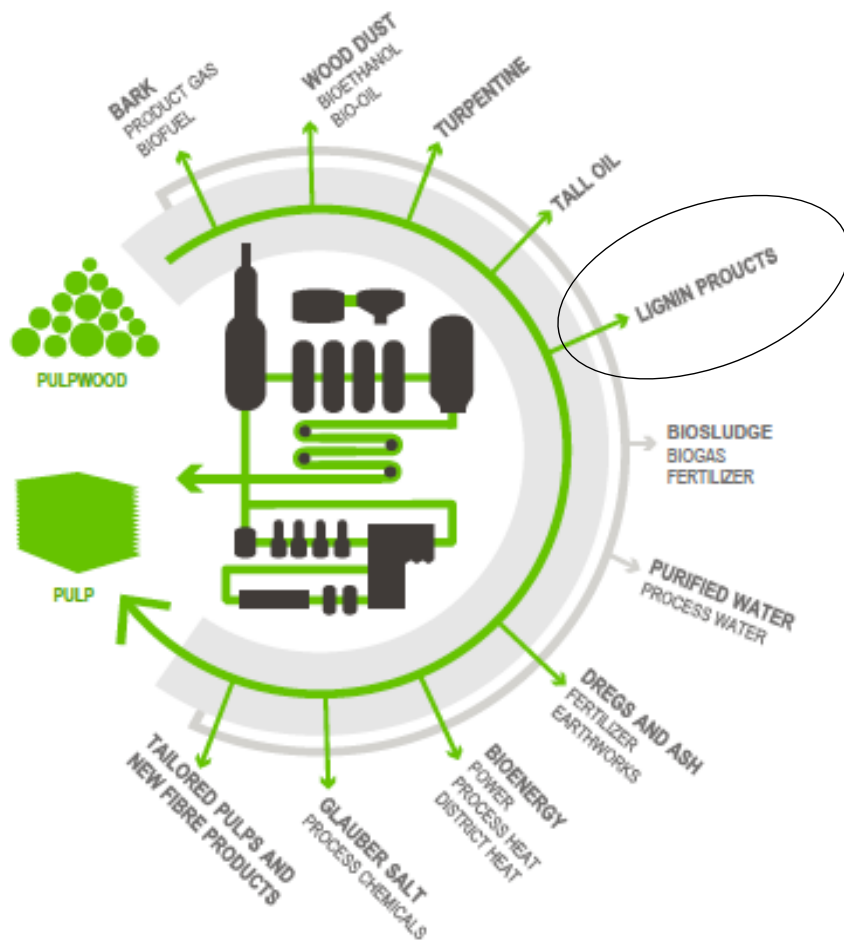 BARK
PRODUCT GAS
BIOFUEL
WOOD DUST
BIOETHANOL
BIO-OIL
TURPENTINE
TALL OIL
LIGNIN PROUCTS
BIOSLUDGE
BIOGAS
FERTILIZER
PURIFIED WATER
PROCESS WATER
DREGS AND ASH
FERTILIZER
EARTHWORKS
BIOENERGY
POWER
PROCESS HEAT
DISTRICT HEAT
GLAUBER SALT
PROCESS CHEMICALS
TAILORED PULPS AND
NEW FIBRE PRODUCTS
PULPWOOD
PULP